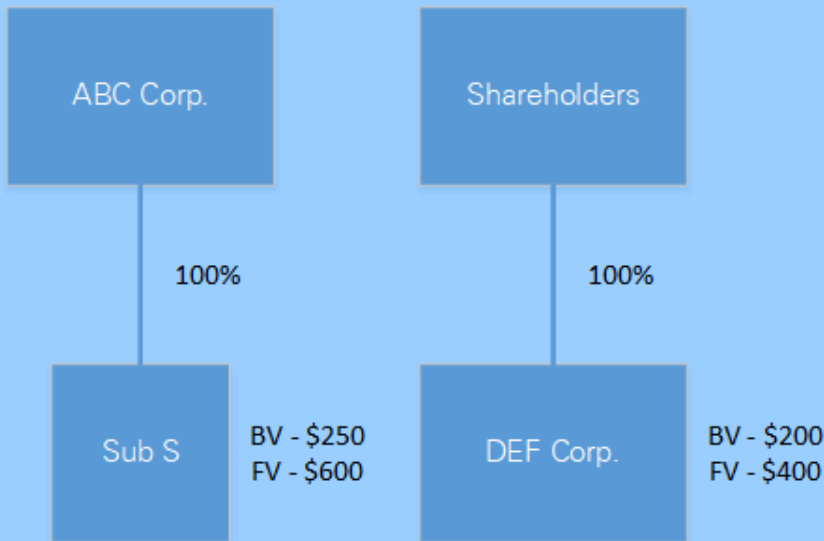 ABC Corp.
Shareholders
100%
100%
Sub S
BV - $250
FV - $600
DEF Corp.
BV - $200
FV - $400